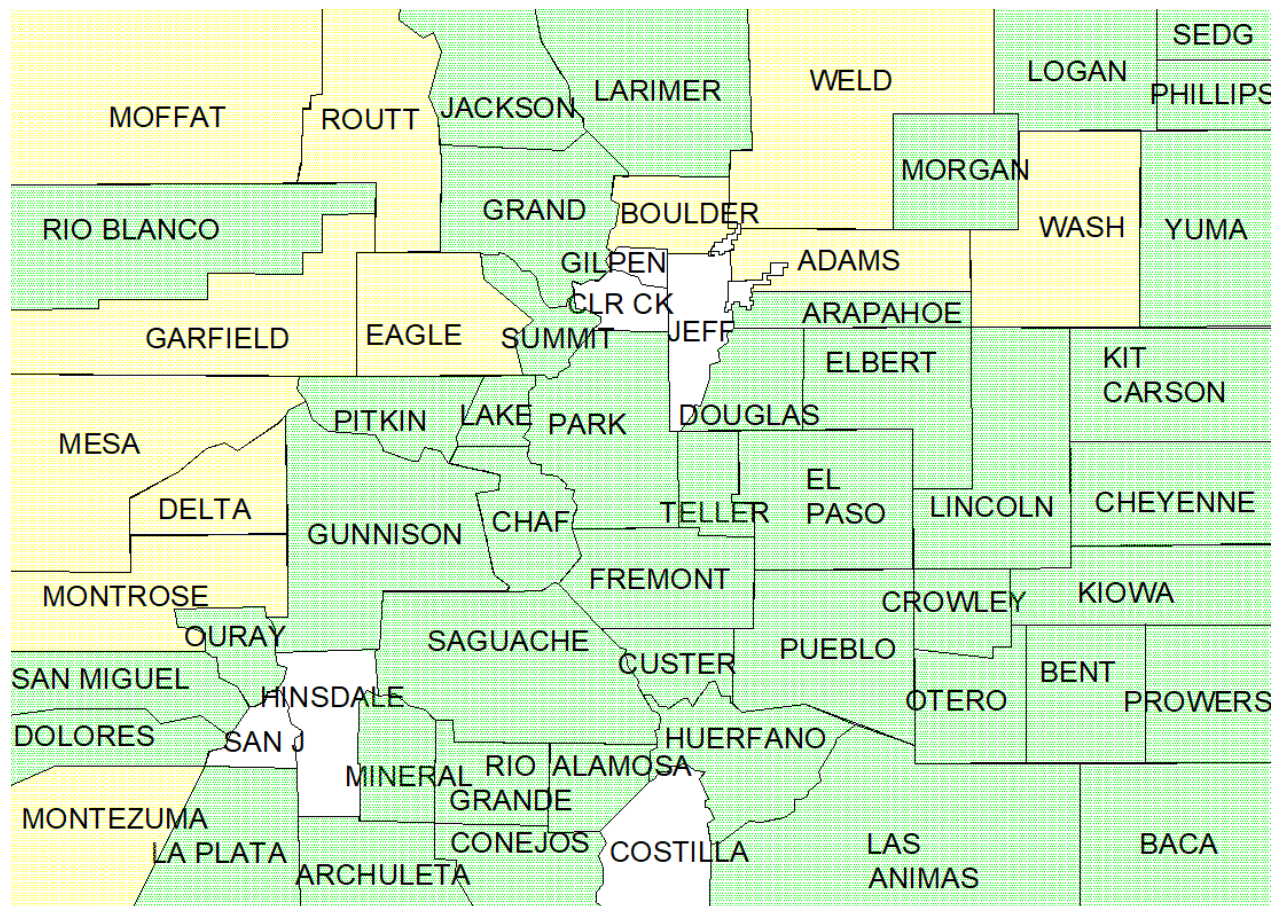 SEDG
LOGAN
WELD
LARIMER
PHILLIPS
JACKSON
MOFFAT
ROUTT
MORGAN
GRAND
BOULDER
RIO BLANCO
WASH
YUMA
GILPEN
ADAMS
CLR CK
ARAPAHOE
GARFIELD
EAGLE
SUMMIT
JEFF
ELBERT
KIT
CARSON
PITKIN
LAKE
PARK
DOUGLAS
MESA
DELTA
GUNNISON
CHAF
TELLER
EL
PASO
LINCOLN
CHEYENNE
MONTROSE
FREMONT
CROWLEY
KIOWA
OURAY
SAGUACHE
CUSTER
PUEBLO
SAN MIGUEL
HINSDALE
OTERO
BENT
PROWERS
DOLORES
SAN J
HUERFANO
MINERAL
RIO
GRANDE
ALAMOSA
MONTEZUMA
LA PLATA
ARCHULETA
CONEJOS
COSTILLA
LAS
ANIMAS
BACA